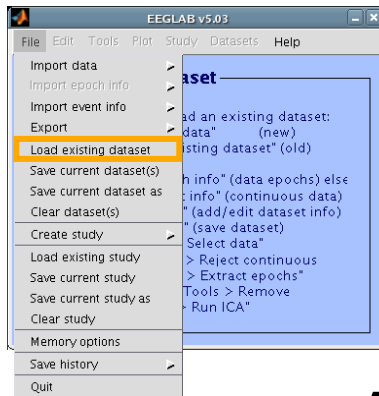 EEGLAB v5.03
File Edit Tools Plot Study Datasets Help
Import data
Import epoch info
Import event info
Export
Load existing dataset
Save current dataset(s)
Save current dataset as
Clear dataset(s)
Create study
Load existing study
Save current study
Save current study as
Clear study
Memory options
Save history
Quit
aset
ad an existing dataset:
data" (new)
isting dataset" (old)
h info" (data epochs) else
t info" (continuous data)
" (add/edit dataset info)
" (save dataset)
Select data"
> Reject continuous
> Extract epochs"
Tools > Remove
> Run ICA"